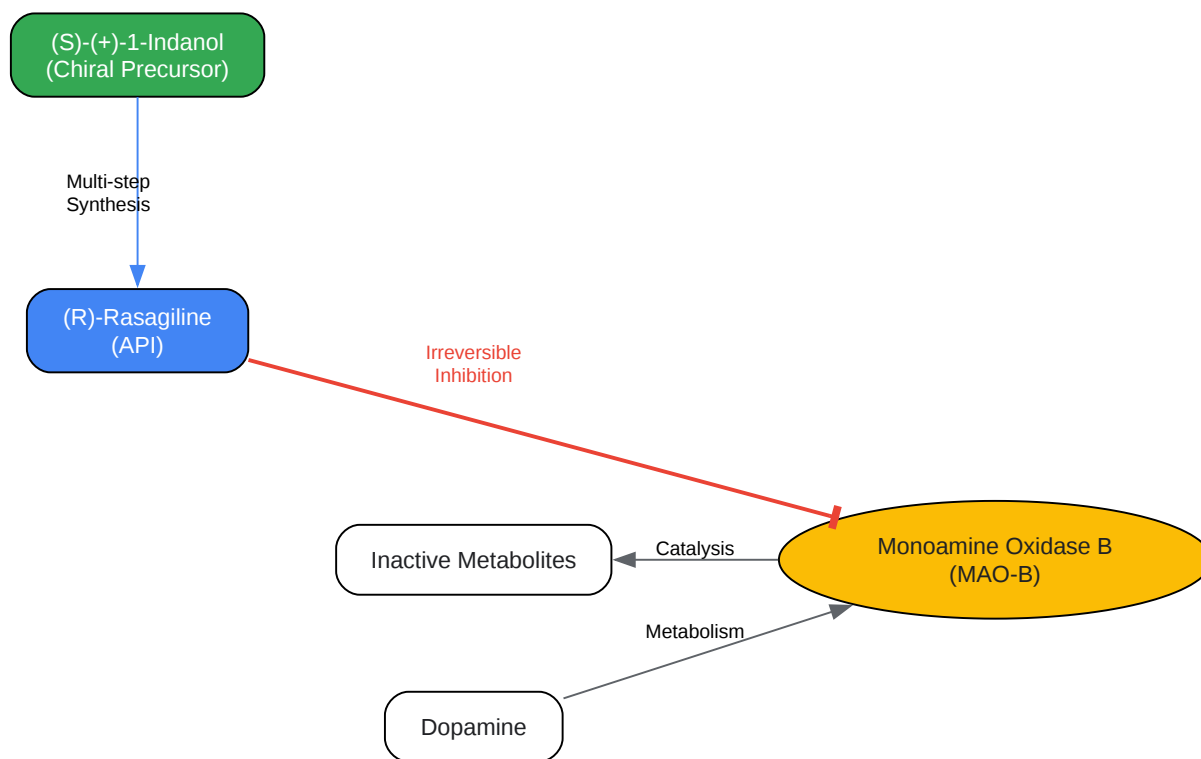 (S)-(+)-1-Indanol
(Chiral Precursor)
Multi-step
Synthesis
(R)-Rasagiline
(API)
Irreversible
Inhibition
Monoamine Oxidase B
(MAO-B)
Catalysis
Inactive Metabolites
Metabolism
Dopamine